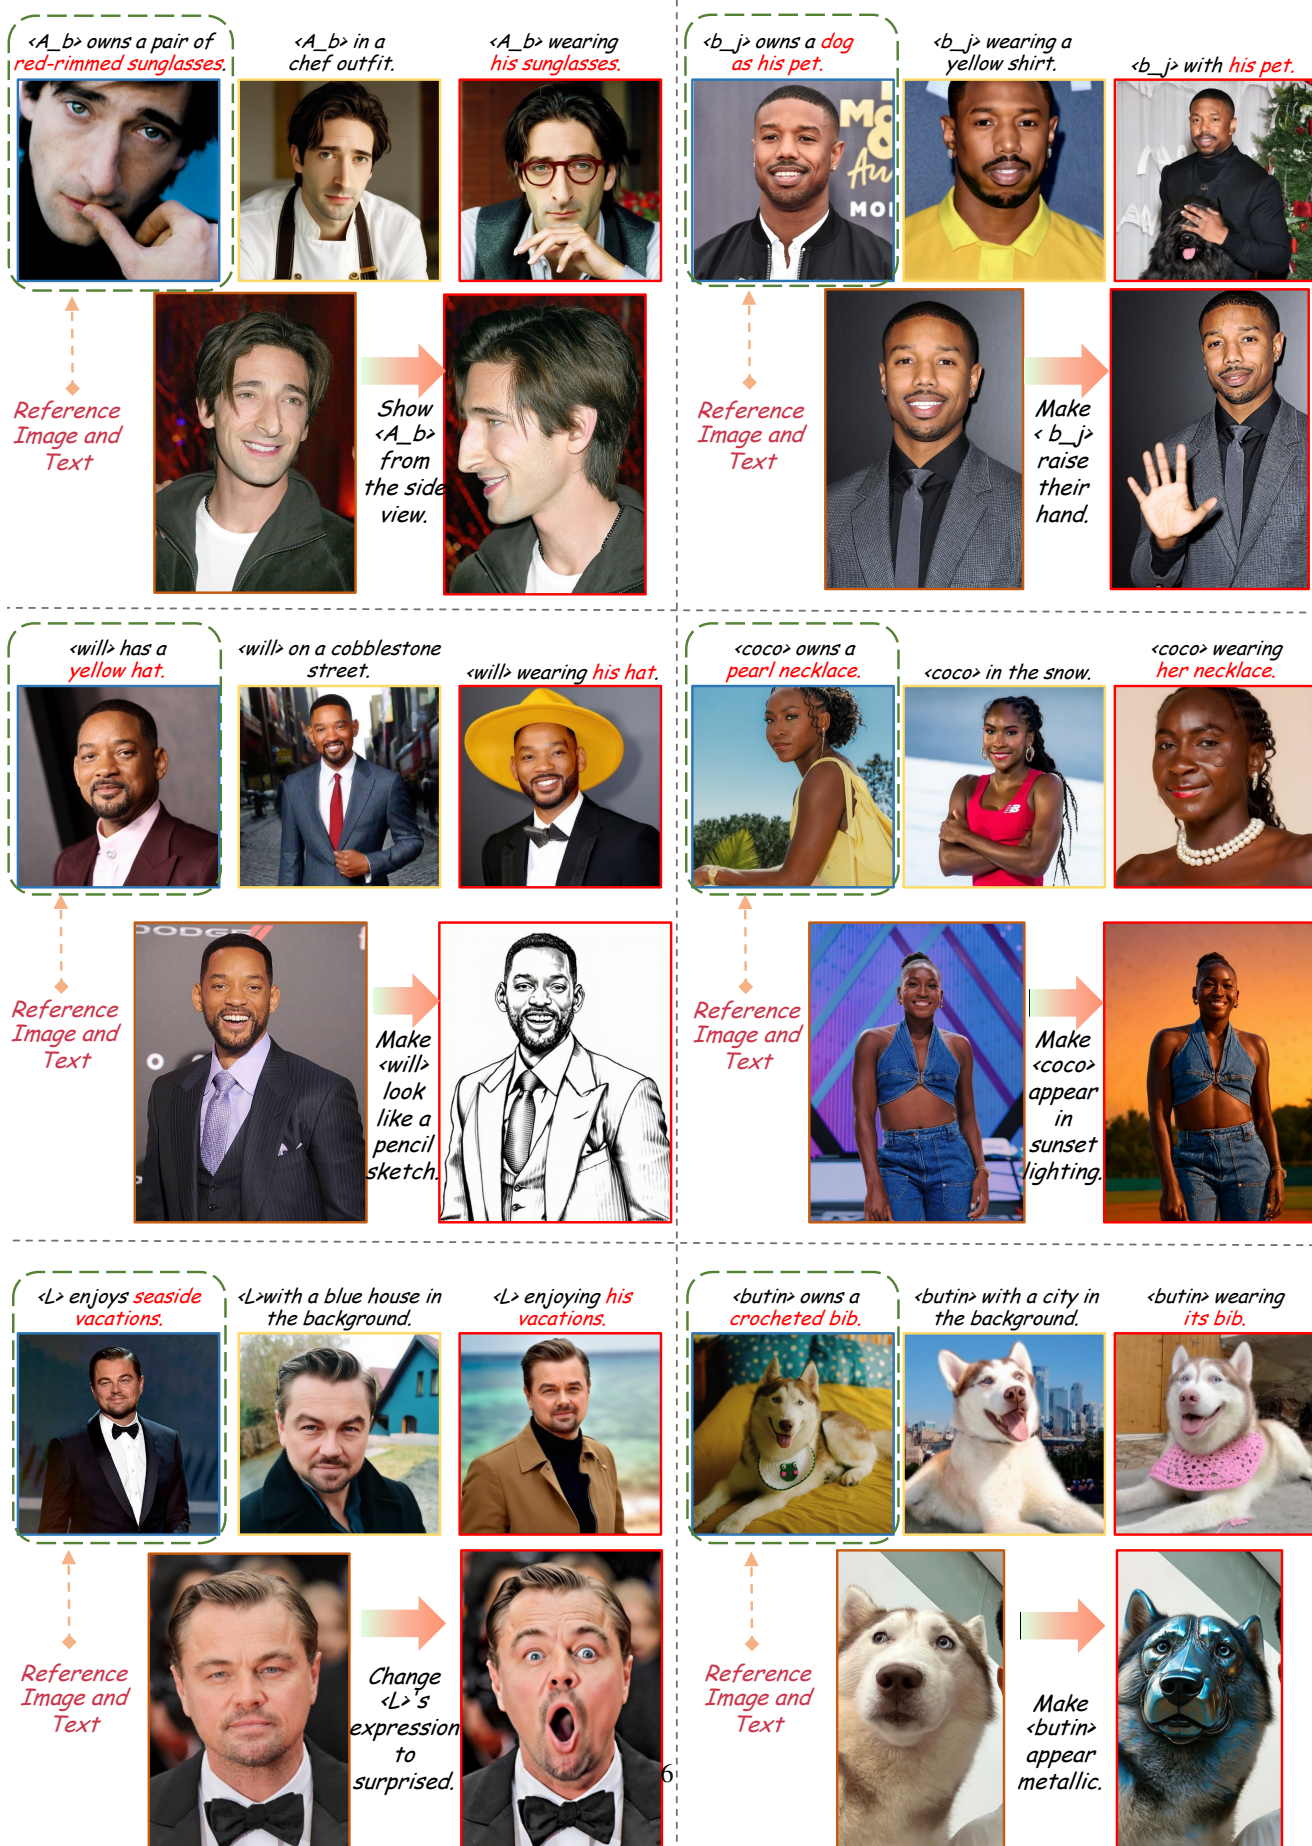 <A_b> owns a pair of
red-rimmed sunglasses.
<A_b> in a
chef outfit.
<A_b> wearing
his sunglasses.
Reference
Image and
Text
Show
<A_b>
from
the side
view.
<b_j> owns a dog
as his pet.
<b_j> wearing a
yellow shirt.
<b_j> with his pet.
MO
Aw
MO
Reference
Image and
Text
Make
< b_j>
raise
their
hand.
<will> has a
yellow hat.
<will> on a cobblestone
street.
<will> wearing his hat.
Reference
Image and
Text
DODGE
Make
<will>
look
like a
pencil
sketch.
<coco> owns a
pearl necklace.
<coco> in the snow.
<coco> wearing
her necklace.
Reference
Image and
Text
Make
<coco>
appear
in
sunset
lighting.
<L> enjoys seaside
vacations.
<L>with a blue house in
the background.
<L> enjoying his
vacations.
Reference
Image and
Text
Change
<L>'s
expression
to
surprised.
<butin> owns a
crocheted bib.
<butin> with a city in
the background.
<butin> wearing
its bib.
Reference
Image and
Text
Make
<butin>
appear
metallic.
6